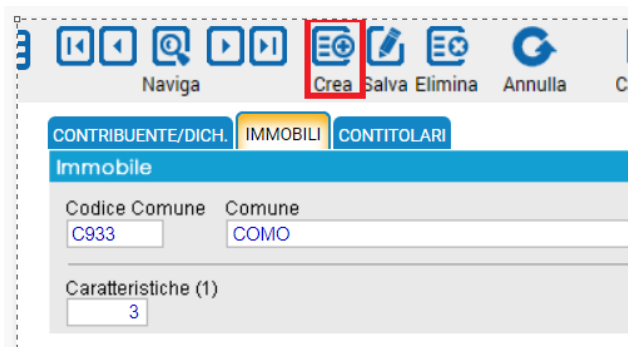 Naviga Crea Salva Elimina Annulla
CONTRIBUENTE/DICH. IMMOBILI CONTITOLARI
Immobile
Codice Comune Comune
C933 COMO
Caratteristiche (1)
3